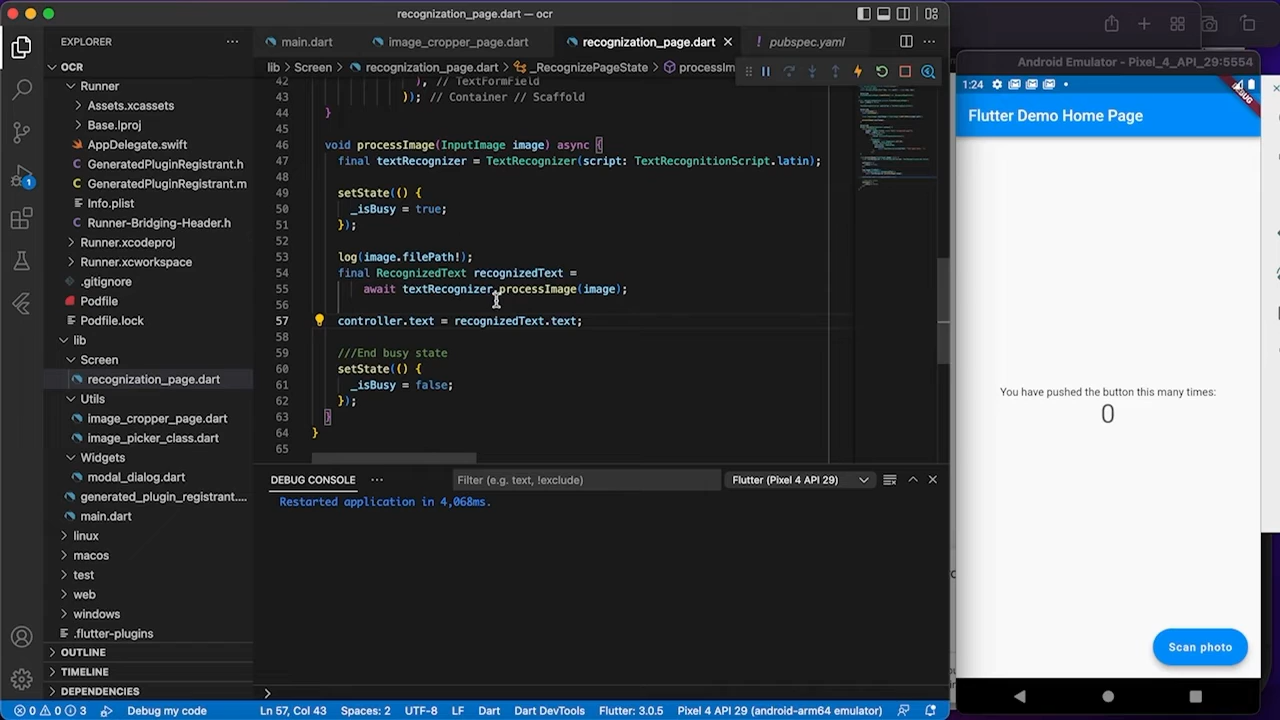 recognization_page.dart — ocr
EXPLORER
OCR
Runner
Assets.xcassets
Base.lproj
AppDelegate.swift
GeneratedPluginRegistrant.h
GeneratedPluginRegistrant.m
Info.plist
Runner-Bridging-Header.h
Runner.xcodeproj
Runner.xcworkspace
.gitignore
Podfile
Podfile.lock
lib
Screen
recognization_page.dart
Utils
image_cropper_page.dart
image_picker_class.dart
Widgets
modal_dialog.dart
generated_plugin_registrant....
main.dart
linux
macos
test
web
windows
.flutter-plugins
OUTLINE
TIMELINE
DEPENDENCIES
main.dart image_cropper_page.dart recognization_page.dart pubspec.yaml
lib > Screen > recognization_page.dart > _RecognizePageState > processIm
42 ), // TextFormField
43 )); // Container // Scaffold
44 }
45
46 void processImage(InputImage image) async {
47 final textRecognizer = TextRecognizer(script: TextRecognitionScript.latin);
48
49 setState(() {
50 _isBusy = true;
51 });
52
53 log(image.filePath!);
54 final RecognizedText recognizedText =
55 await textRecognizer.processImage(image);
56
57 controller.text = recognizedText.text;
58
59 ///End busy state
60 setState(() {
61 _isBusy = false;
62 });
63 }
64 }
65
DEBUG CONSOLE
Filter (e.g. text, !exclude)
Flutter (Pixel 4 API 29)
Restarted application in 4,068ms.
0 0 3 Debug my code Ln 57, Col 43 Spaces: 2 UTF-8 LF Dart Dart DevTools Flutter: 3.0.5 Pixel 4 API 29 (android-arm64 emulator)
1
Android Emulator - Pixel_4_API_29:5554
1:24
DEBUG
Flutter Demo Home Page
You have pushed the button this many times:
0
Scan photo